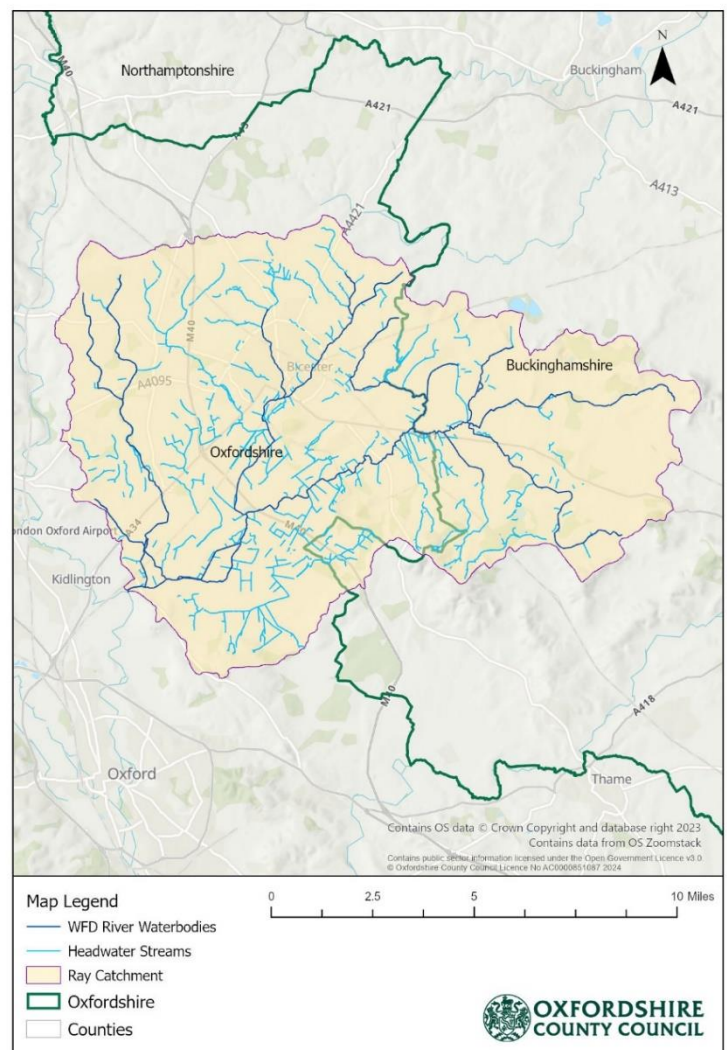 M40
Northamptonshire
Buckingham
N
A421
A421
A43
A413
A4421
M40
Bicester
Buckinghamshire
A4095
Oxfordshire
M40
A34
ondon Oxford Airport
Kidlington
M40
A418
Oxford
Thame
Contains OS data © Crown Copyright and database right 2023
Contains data from OS Zoomstack
Contains public sector information licensed under the Open Government Licence v3.0
© Oxfordshire County Council Licence No AC0000851087 2024
Map Legend
WFD River Waterbodies
Headwater Streams
Ray Catchment
Oxfordshire
Counties
0 2.5 5 10 Miles
OXFORDSHIRE
COUNTY COUNCIL